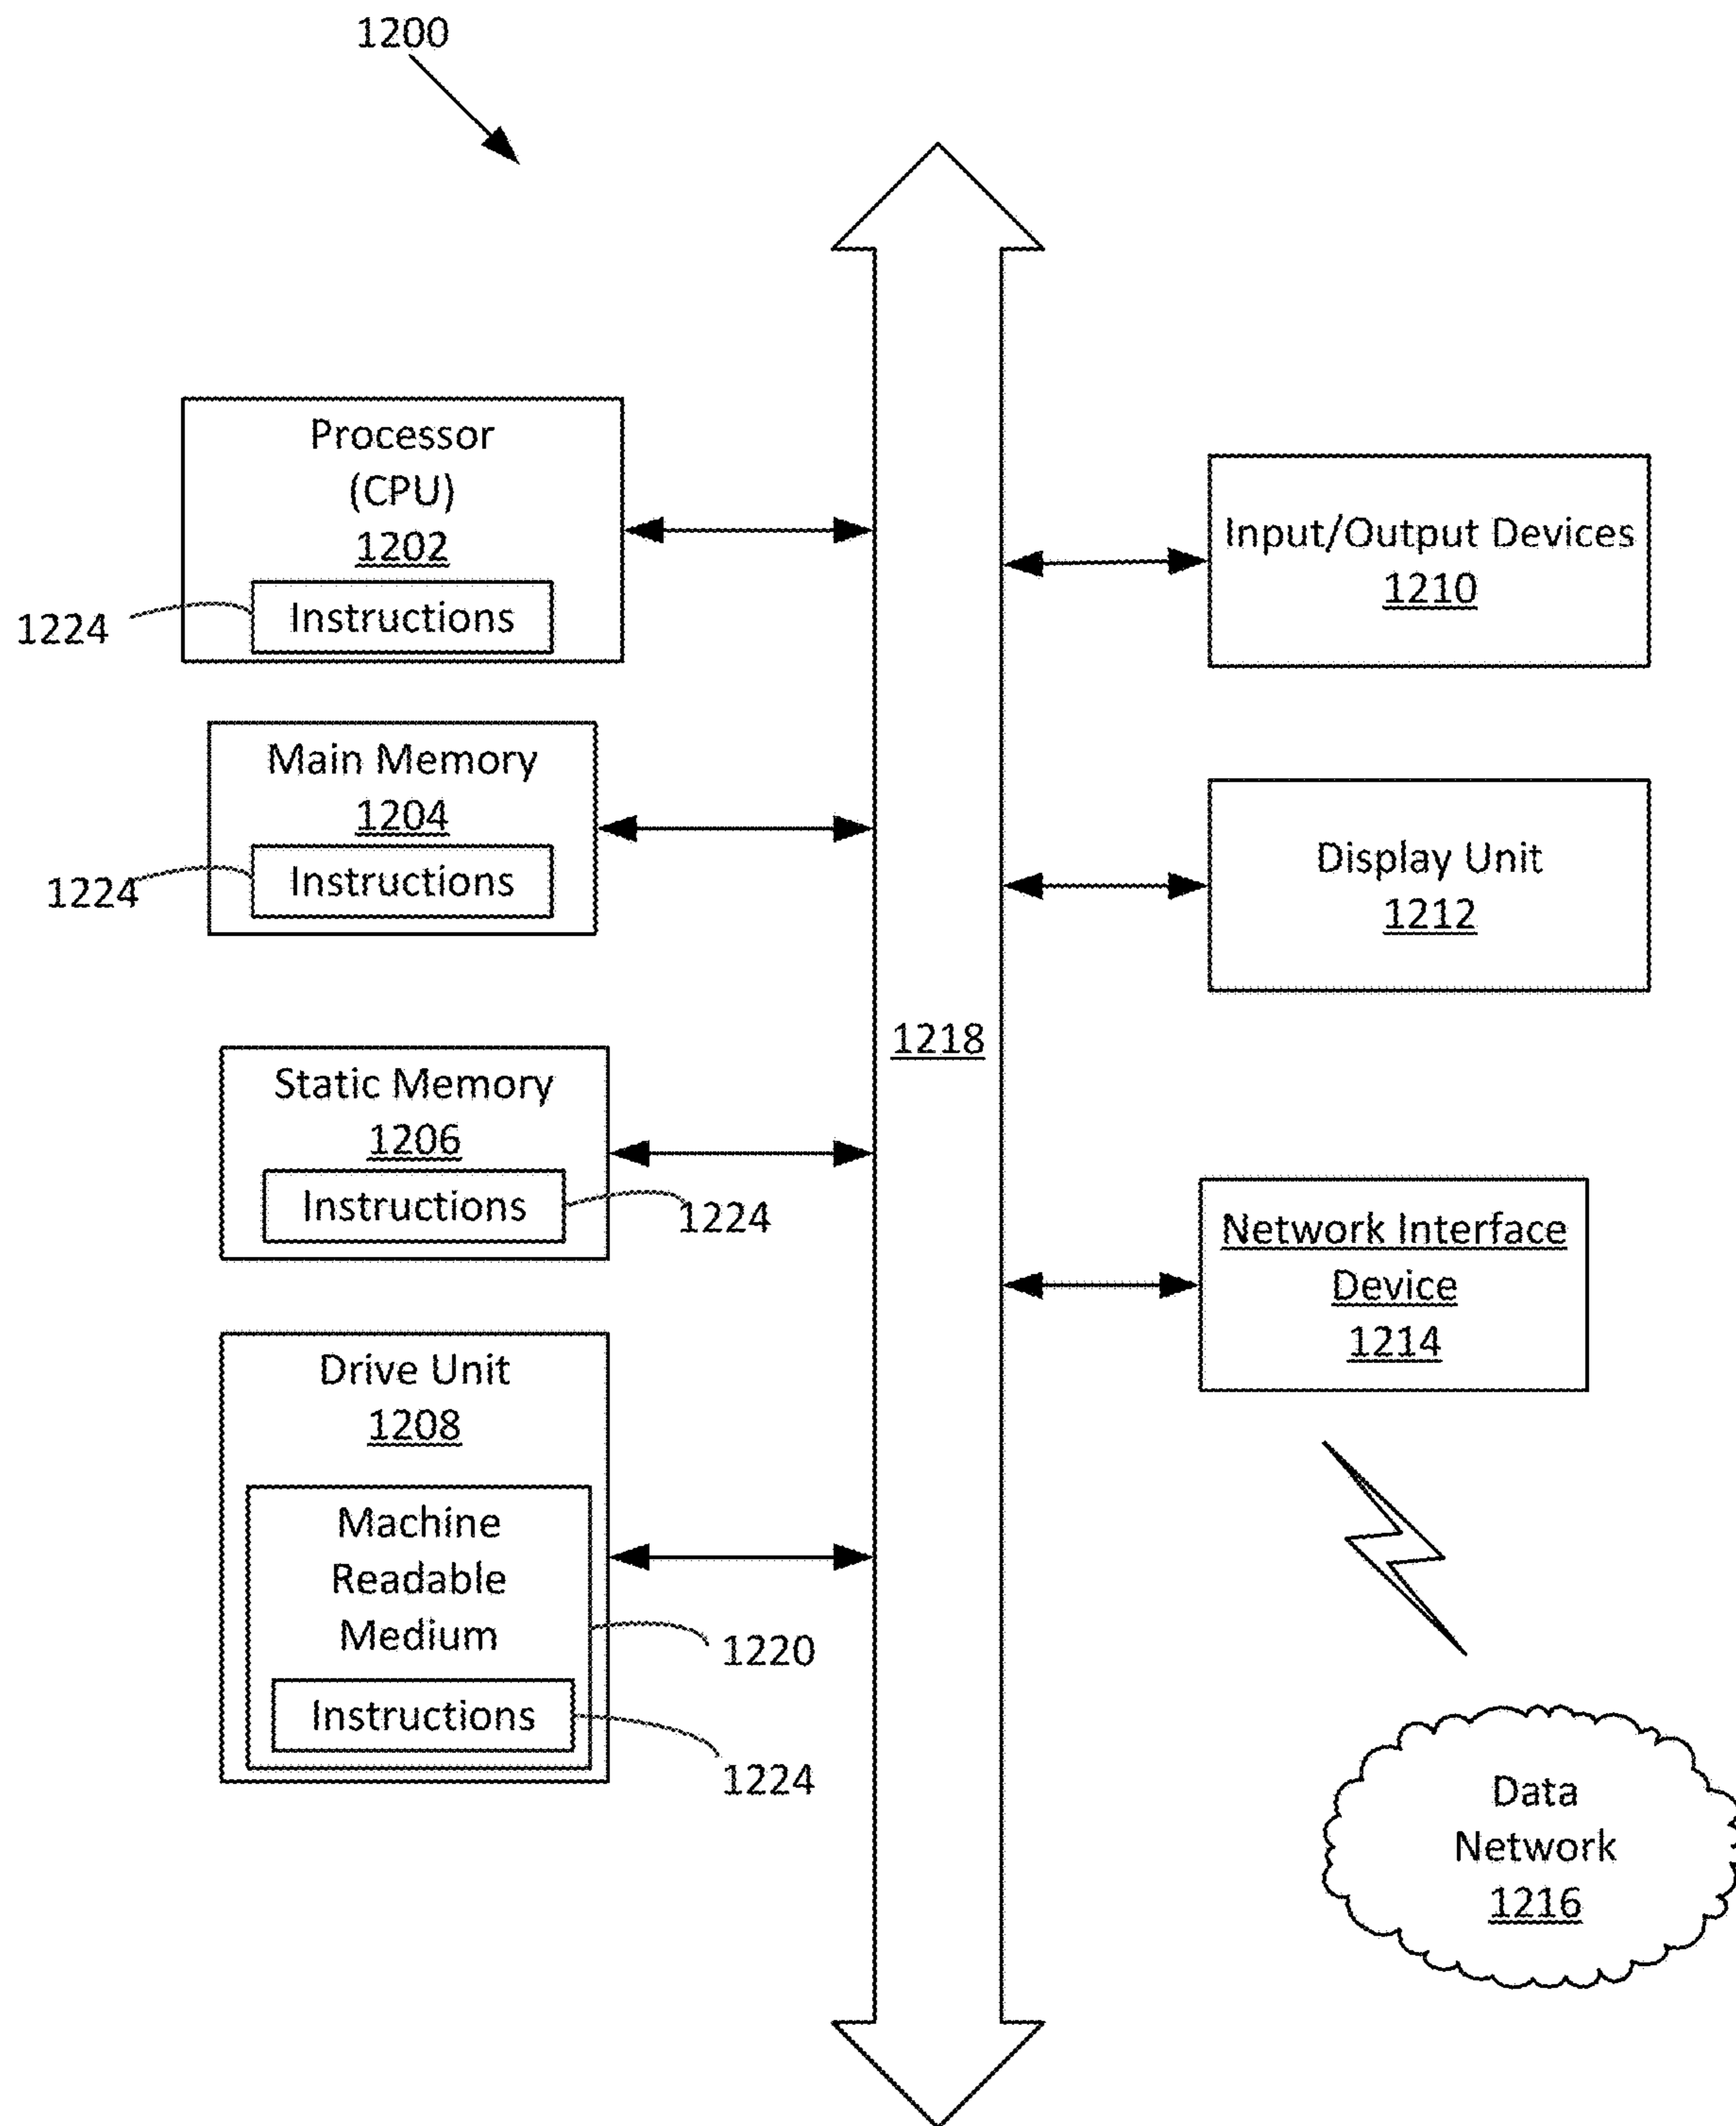 1200
Processor
(CPU)
1202
Instructions
1224
Main Memory
1204
Instructions
1224
Static Memory
1206
Instructions
1224
Drive Unit
1208
Machine
Readable
Medium
1220
Instructions
1224
1218
Input/Output Devices
1210
Display Unit
1212
Network Interface
Device
1214
Data
Network
1216